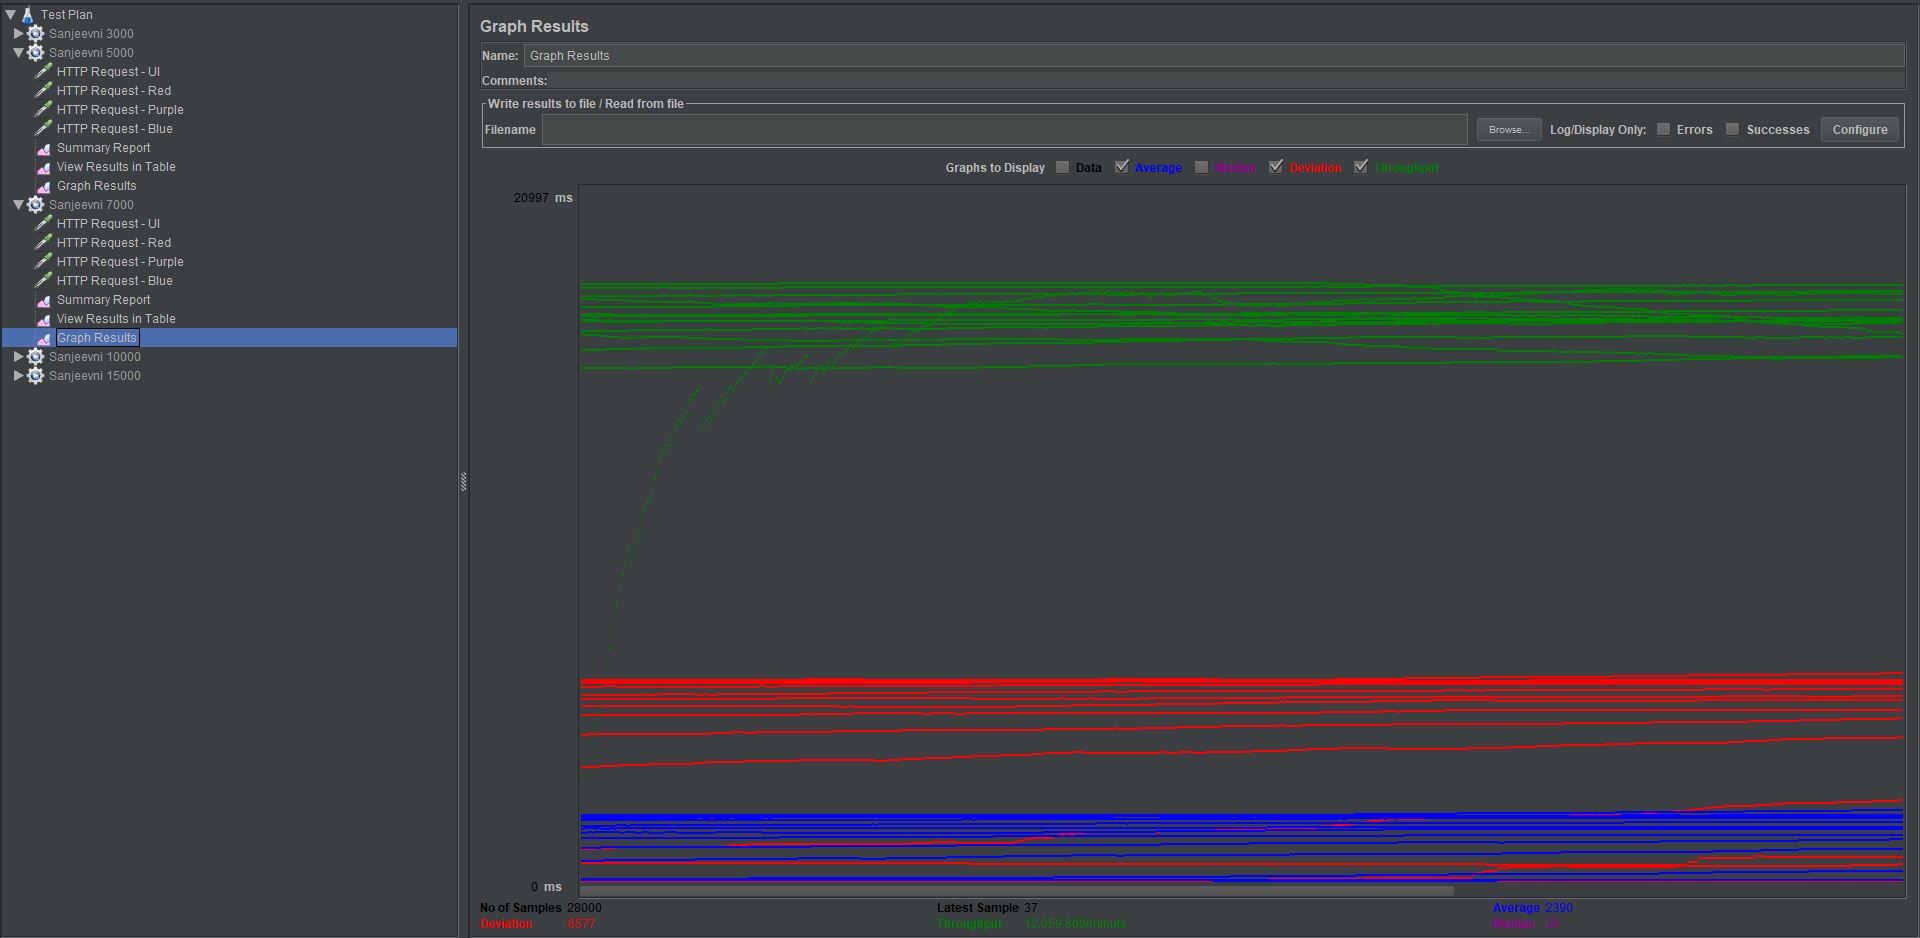 Test Plan
Sanjeevni 3000
Sanjeevni 5000
HTTP Request - UI
HTTP Request - Red
HTTP Request - Purple
HTTP Request - Blue
Summary Report
View Results in Table
Graph Results
Sanjeevni 7000
HTTP Request - UI
HTTP Request - Red
HTTP Request - Purple
HTTP Request - Blue
Summary Report
View Results in Table
Graph Results
Sanjeevni 10000
Sanjeevni 15000
Graph Results
Name: Graph Results
Comments:
Write results to file / Read from file
Filename Browse... Log/Display Only: Errors Successes Configure
Graphs to Display Data Average Median Deviation Throughput
20997 ms
0 ms
No of Samples 28000 Latest Sample 37 Average 2390
Deviation 6577 Throughput 12,059.609/minute Median